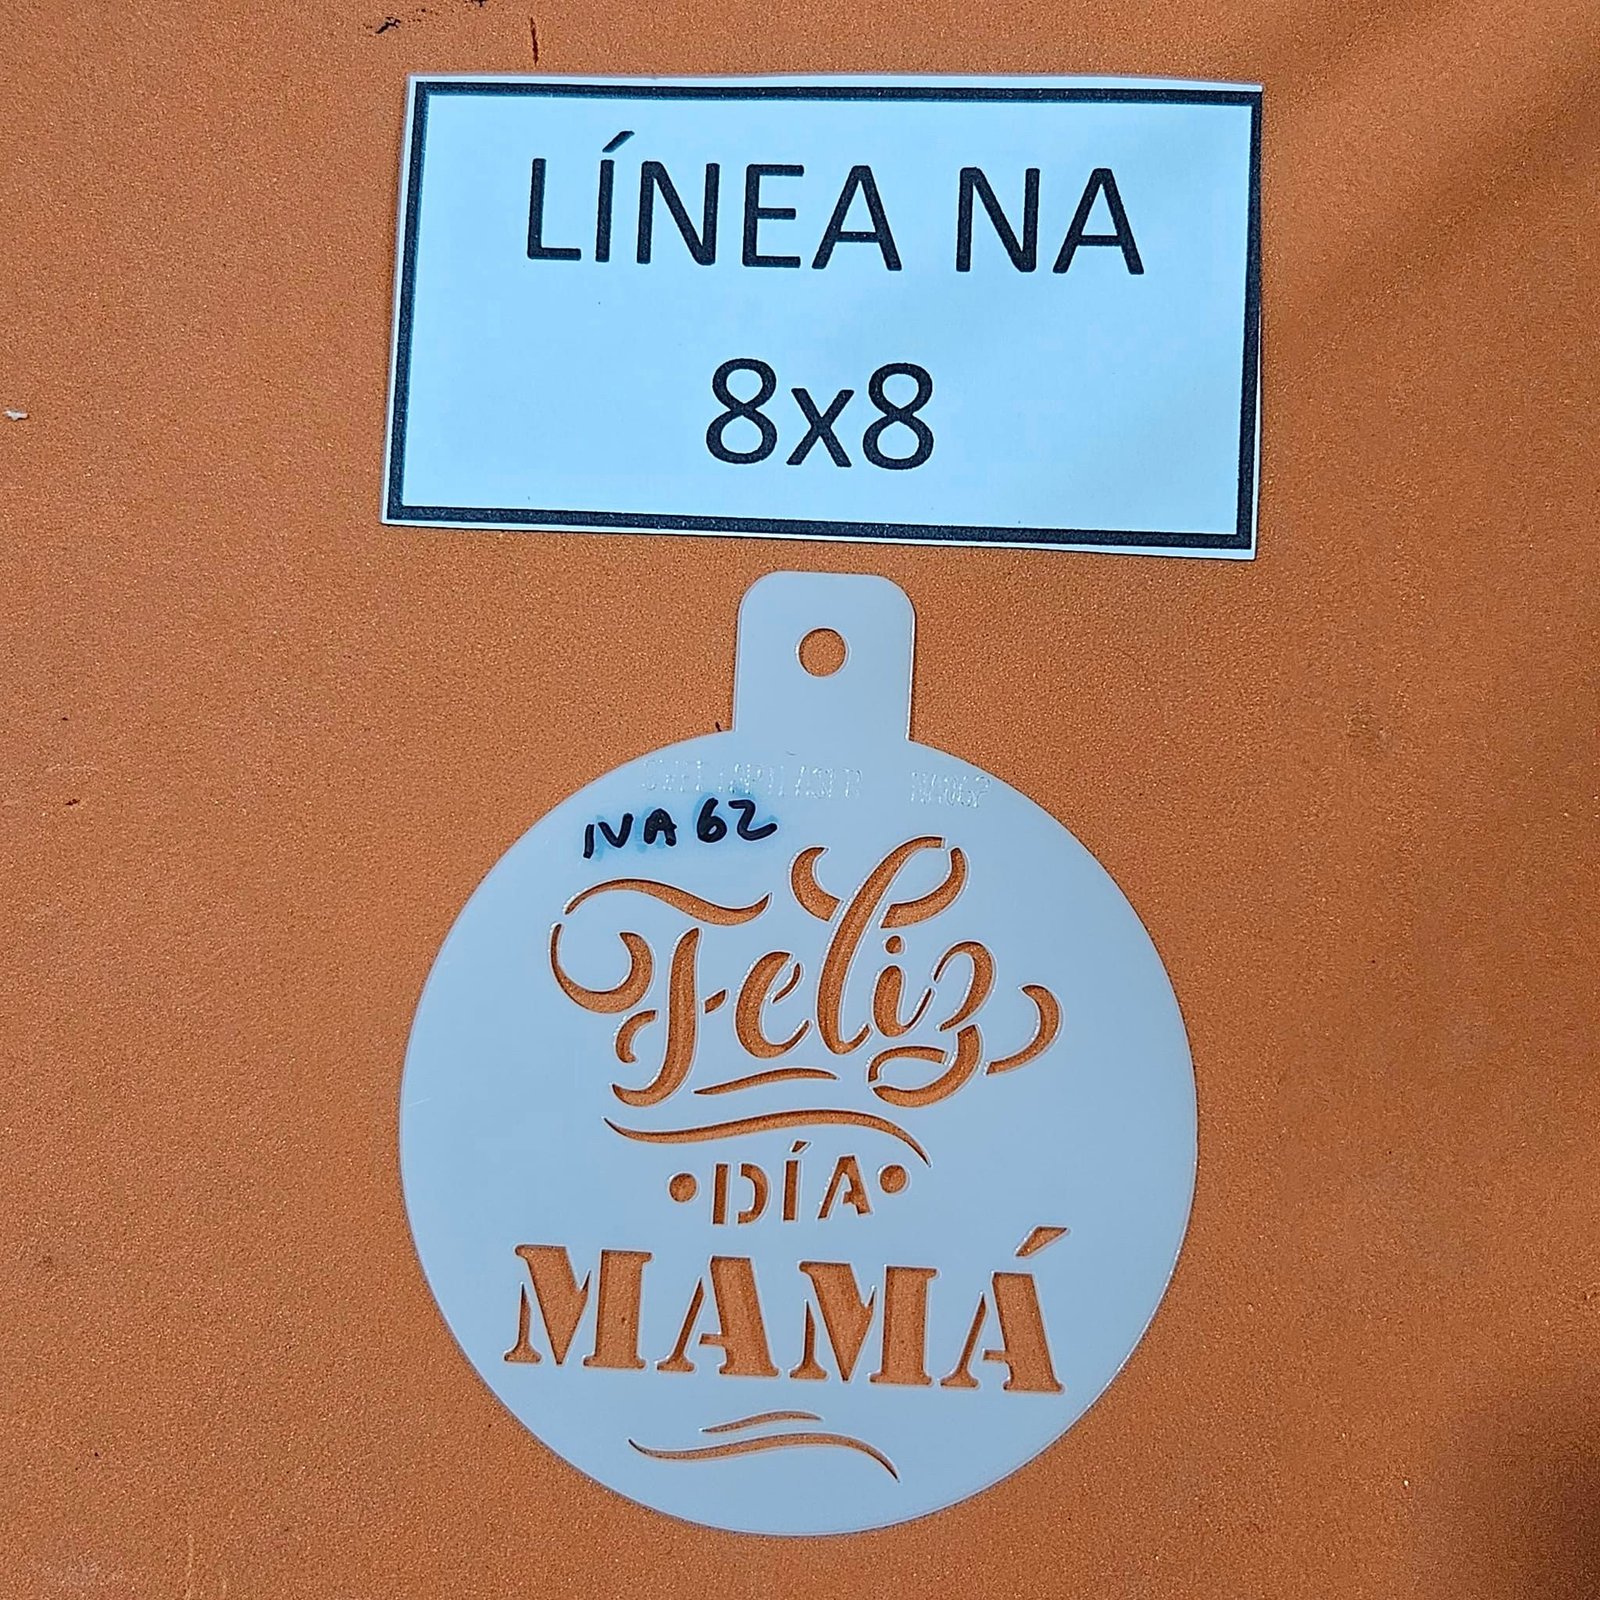 LÍNEA NA
8x8
IVA 62
Feliz
•DÍA•
MAMÁ